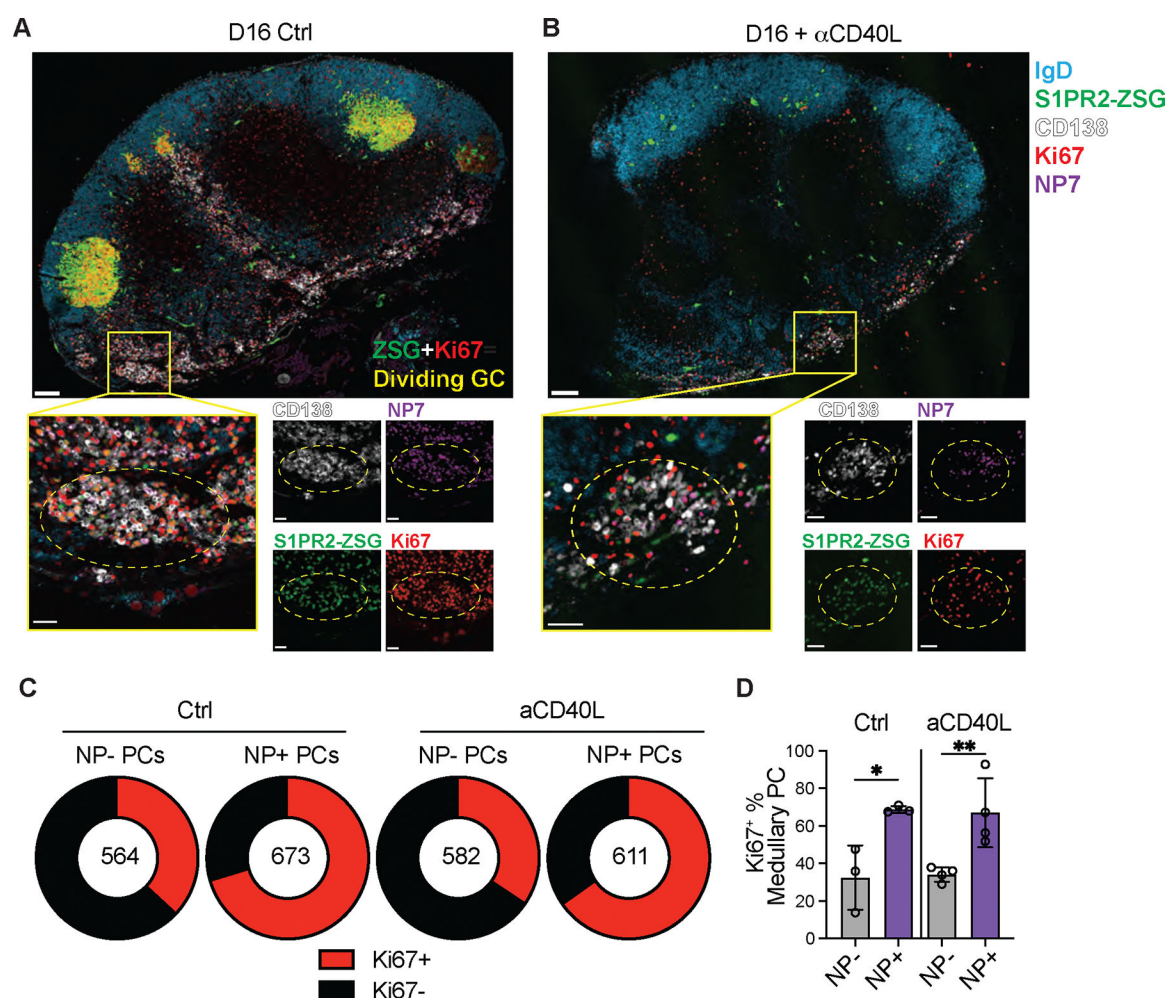 A
D16 Ctrl
ZSG+Ki67=
Dividing GC
CD138
NP7
S1PR2-ZSG
Ki67
B
D16 + αCD40L
IgD
S1PR2-ZSG
CD138
Ki67
NP7
CD138
NP7
S1PR2-ZSG
Ki67
C
Ctrl
aCD40L
NP- PCs
NP+ PCs
NP- PCs
NP+ PCs
564
673
582
611
Ki67+
Ki67-
D
Ctrl
aCD40L
Ki67⁺ %
Medullary PC
100
80
60
40
20
0
*
**
NP-
NP+
NP-
NP+